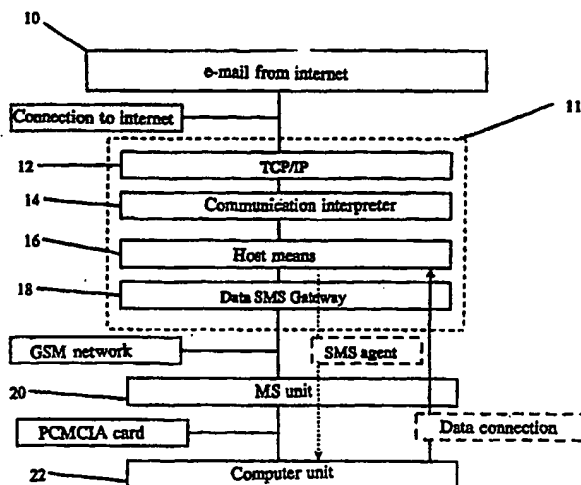 10
e-mail from internet
Connection to internet
11
12
TCP/IP
14
Communication interpreter
16
Host means
18
Data SMS Gateway
GSM network
SMS agent
20
MS unit
PCMCIA card
Data connection
22
Computer unit